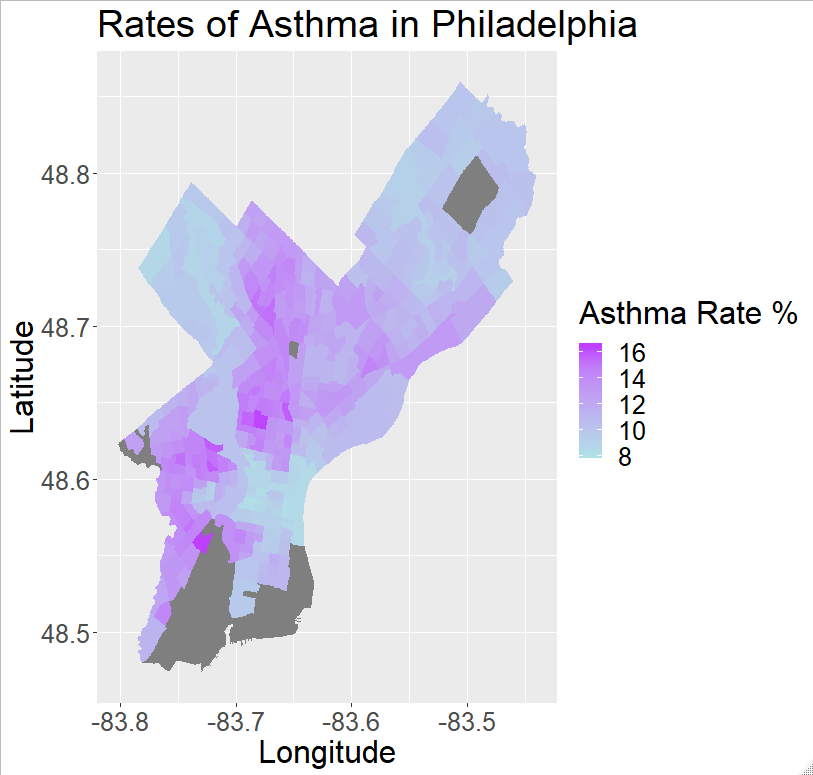 Rates of Asthma in Philadelphia
48.8
48.7
48.6
48.5
Latitude
-83.8 -83.7 -83.6 -83.5
Longitude
Asthma Rate %
16
14
12
10
8